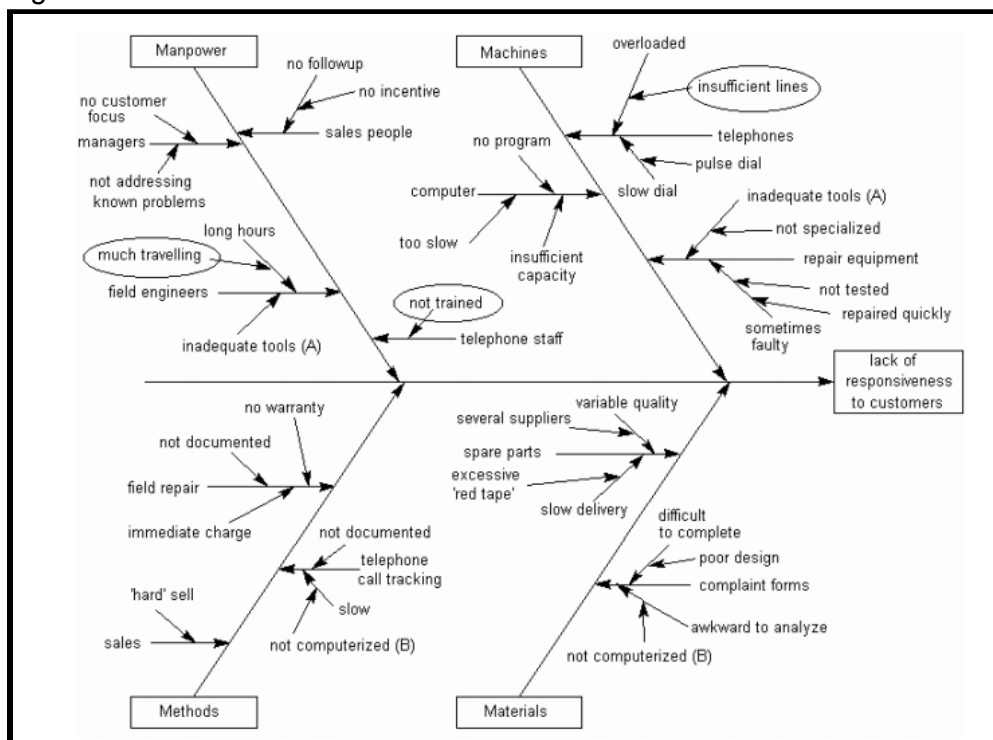 Manpower
Machines
overloaded
no followup
insufficient lines
no incentive
no customer
focus
sales people
telephones
managers
no program
pulse dial
not addressing
known problems
computer
slow dial
inadequate tools (A)
long hours
too slow
not specialized
much travelling
insufficient
capacity
repair equipment
field engineers
not trained
not tested
repaired quickly
inadequate tools (A)
telephone staff
sometimes
faulty
lack of
responsiveness
to customers
no warranty
variable quality
several suppliers
not documented
spare parts
field repair
excessive
'red tape'
slow delivery
immediate charge
not documented
difficult
to complete
telephone
call tracking
poor design
complaint forms
'hard' sell
slow
sales
not computerized (B)
awkward to analyze
not computerized (B)
Methods
Materials